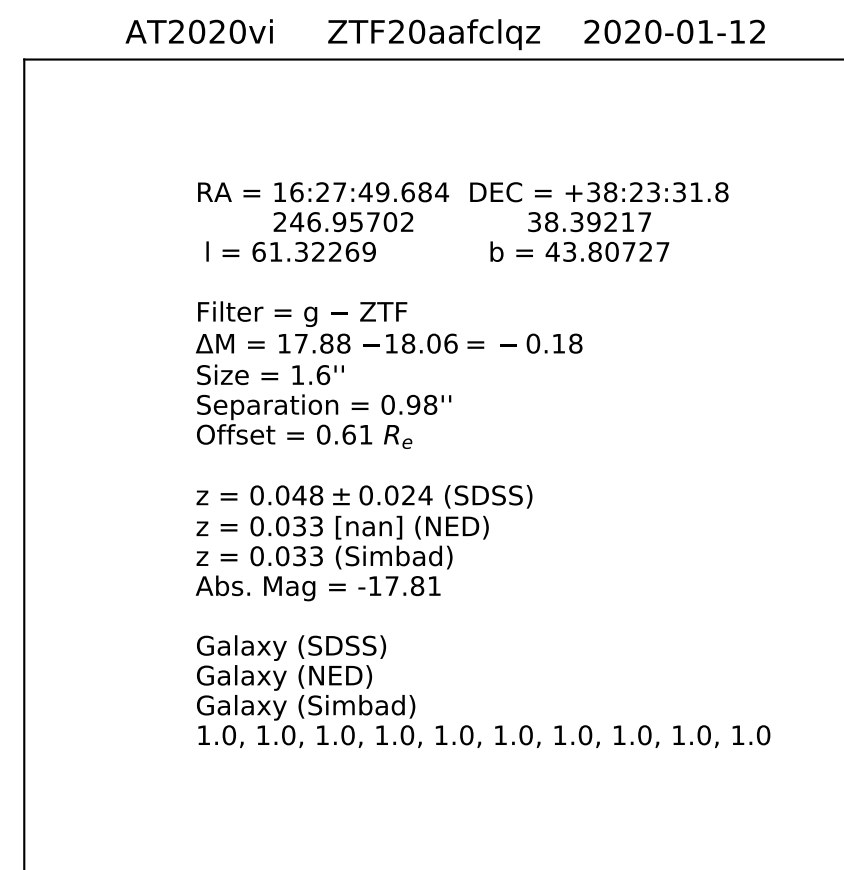 AT2020vi ZTF20aafclqz 2020-01-12
RA = 16:27:49.684 DEC = +38:23:31.8
246.95702 38.39217
l = 61.32269 b = 43.80727
Filter = g − ZTF
ΔM = 17.88 −18.06 = − 0.18
Size = 1.6''
Separation = 0.98''
Offset = 0.61 Rₑ
z = 0.048 ± 0.024 (SDSS)
z = 0.033 [nan] (NED)
z = 0.033 (Simbad)
Abs. Mag = -17.81
Galaxy (SDSS)
Galaxy (NED)
Galaxy (Simbad)
1.0, 1.0, 1.0, 1.0, 1.0, 1.0, 1.0, 1.0, 1.0, 1.0